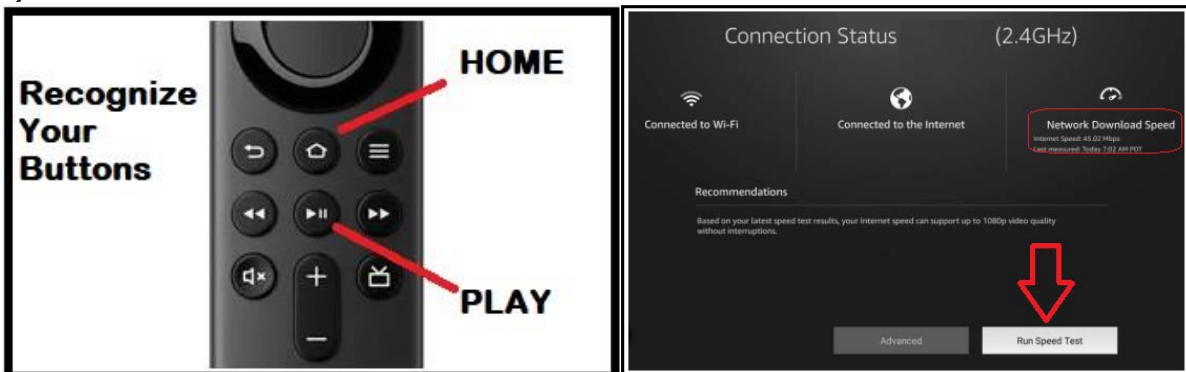 Recognize
Your
Buttons
HOME
PLAY
Connection Status (2.4GHz)
Connected to Wi-Fi
Connected to the Internet
Network Download Speed
Internet Speed: 45.02 Mbps
Last measured: Today 7:02 AM PDT
Recommendations
Based on your latest speed test results, your internet speed can support up to 1080p video quality
without interruptions.
Advanced
Run Speed Test